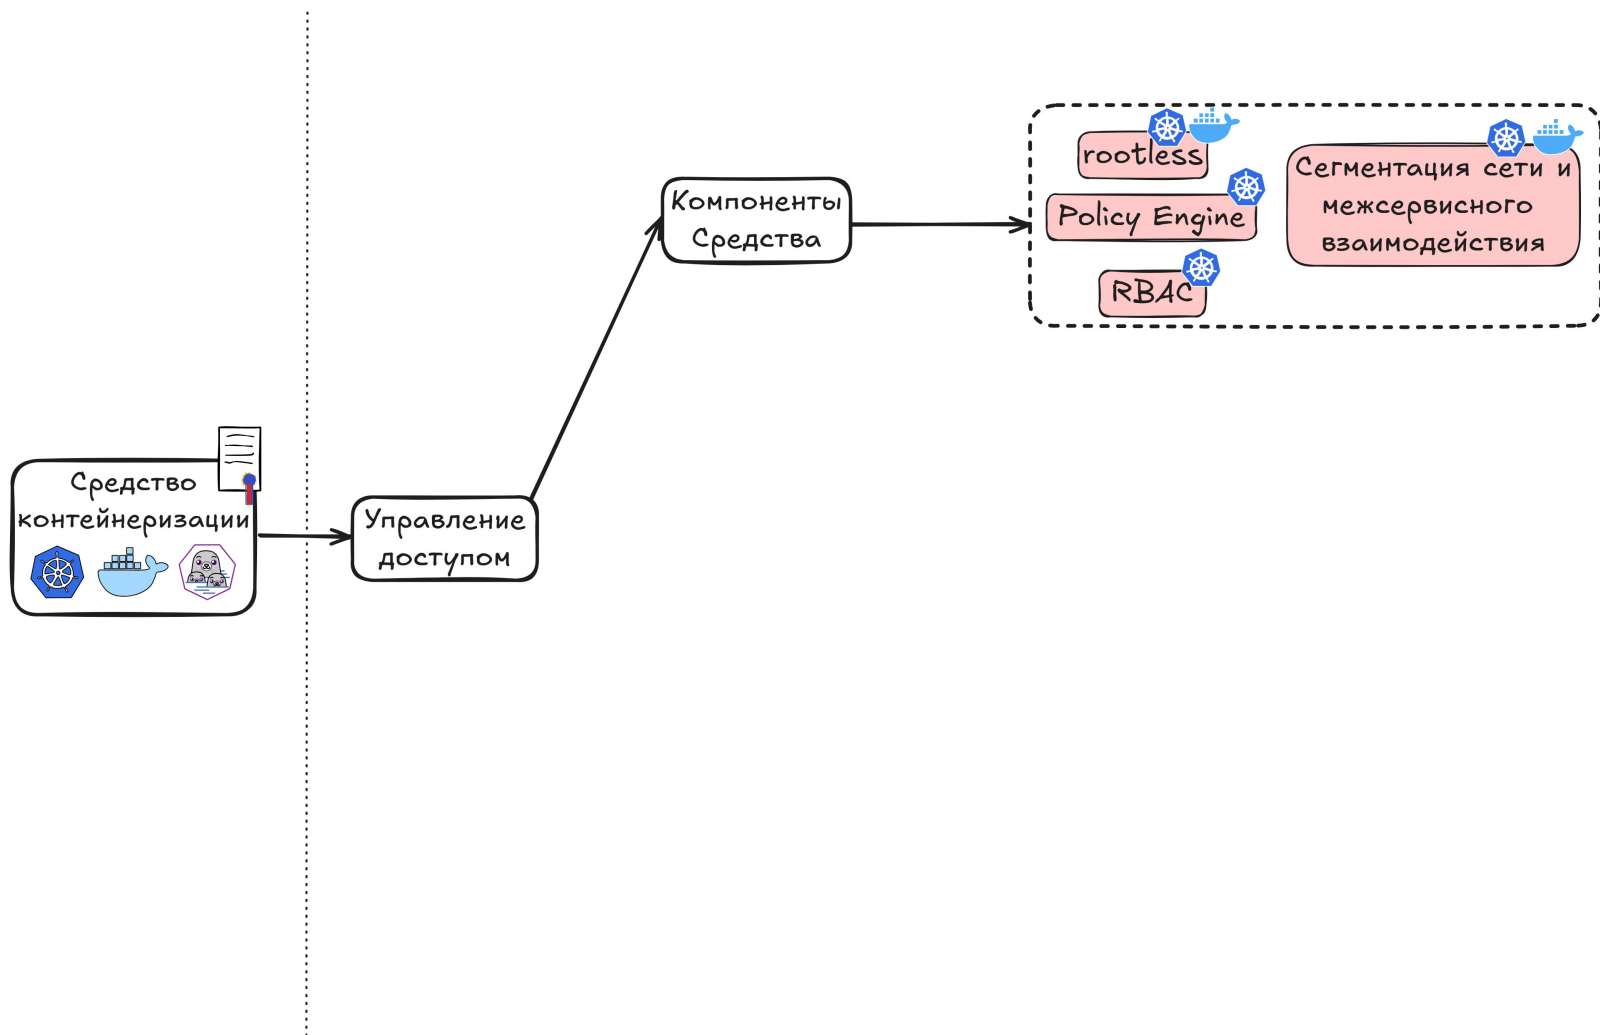 Средство
контейнеризации
Управление
доступом
Компоненты
Средства
rootless
Policy Engine
RBAC
Сегментация сети и
межсервисного
взаимодействия